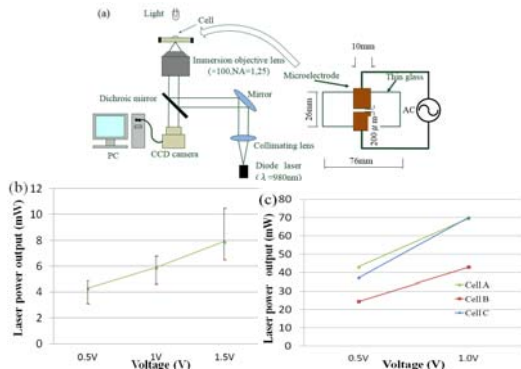 (a)
Light
Cell
Immersion objective lens
(×100,NA=1,25)
Dichroic mirror
Mirror
Collimating lens
PC
CCD camera
Diode laser
(λ=980nm)
10mm
Microelectrode
Thin glass
26mm
200μm
AC
76mm
(b)
Laser power output (mW)
12
10
8
6
4
2
0
0.5V
1V
1.5V
Voltage (V)
(c)
Laser power output (mW)
80
70
60
50
40
30
20
10
0
Cell A
Cell B
Cell C
0.5V
1.0V
Voltage (V)